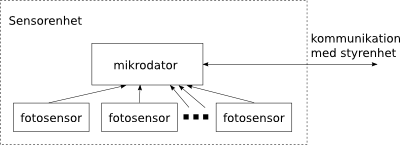 Sensorenhet
kommunikation
med styrenhet
mikrodator
fotosensor
fotosensor
fotosensor